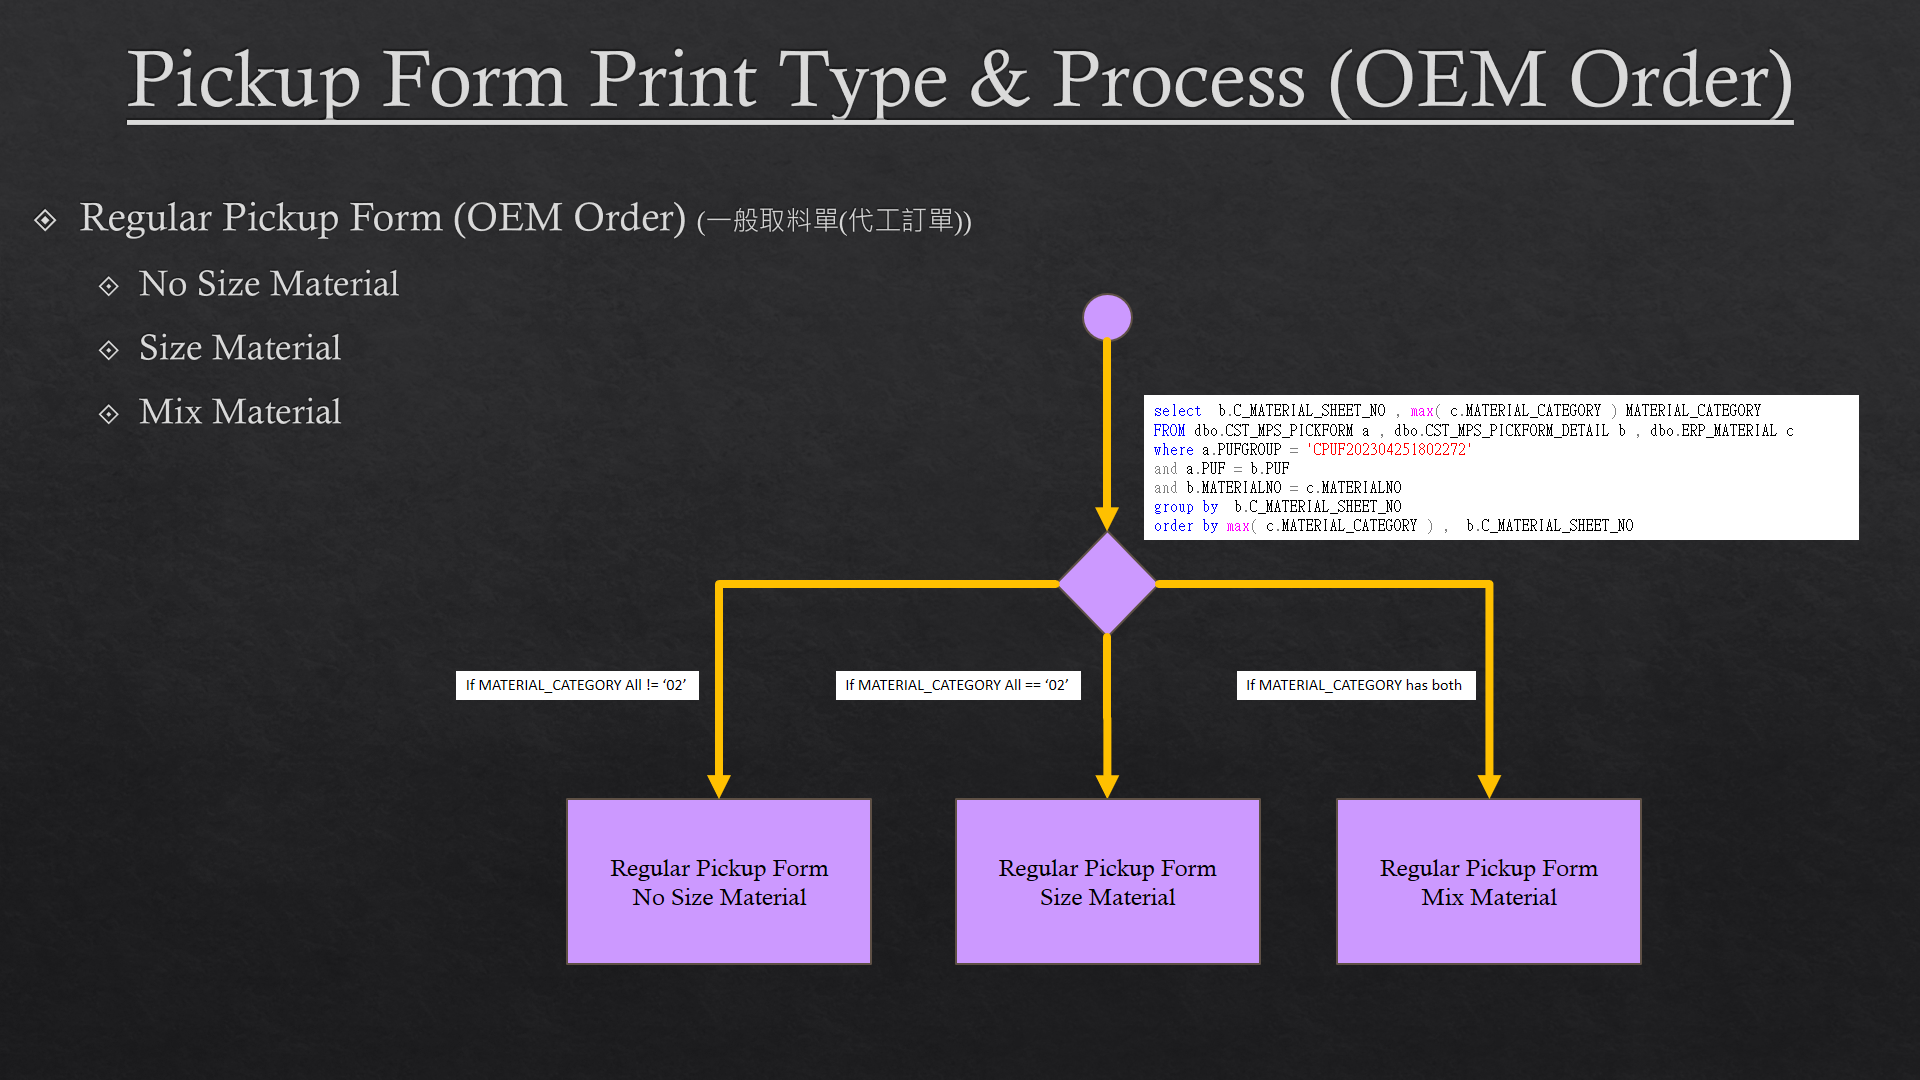 Pickup Form Print Type & Process (OEM Order)
Regular Pickup Form (OEM Order) (一般取料單(代工訂單))
No Size Material
Size Material
Mix Material
select b.C_MATERIAL_SHEET_NO , max( c.MATERIAL_CATEGORY ) MATERIAL_CATEGORY
FROM dbo.CST_MPS_PICKFORM a , dbo.CST_MPS_PICKFORM_DETAIL b , dbo.ERP_MATERIAL c
where a.PUFGROUP = 'CPUF202304251802272'
and a.PUF = b.PUF
and b.MATERIALNO = c.MATERIALNO
group by b.C_MATERIAL_SHEET_NO
order by max( c.MATERIAL_CATEGORY ) , b.C_MATERIAL_SHEET_NO
If MATERIAL_CATEGORY All != ‘02’
If MATERIAL_CATEGORY All == ‘02’
If MATERIAL_CATEGORY has both
Regular Pickup Form
No Size Material
Regular Pickup Form
Size Material
Regular Pickup Form
Mix Material